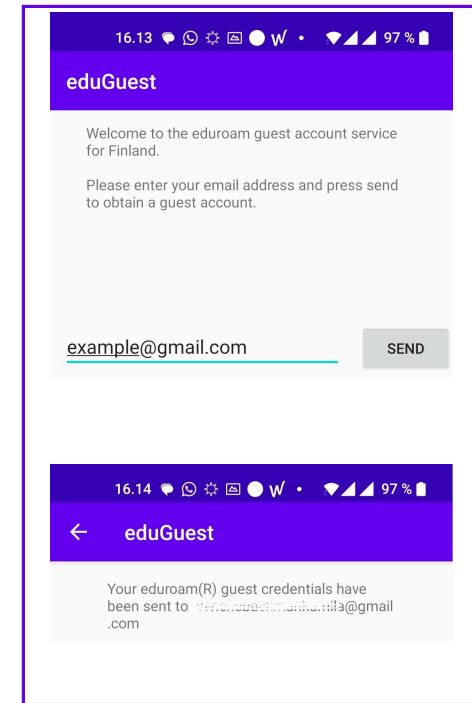 16.13 97 %
eduGuest
Welcome to the eduroam guest account service
for Finland.
Please enter your email address and press send
to obtain a guest account.
example@gmail.com SEND
16.14 97 %
eduGuest
Your eduroam(R) guest credentials have
been sent to @gmail
.com